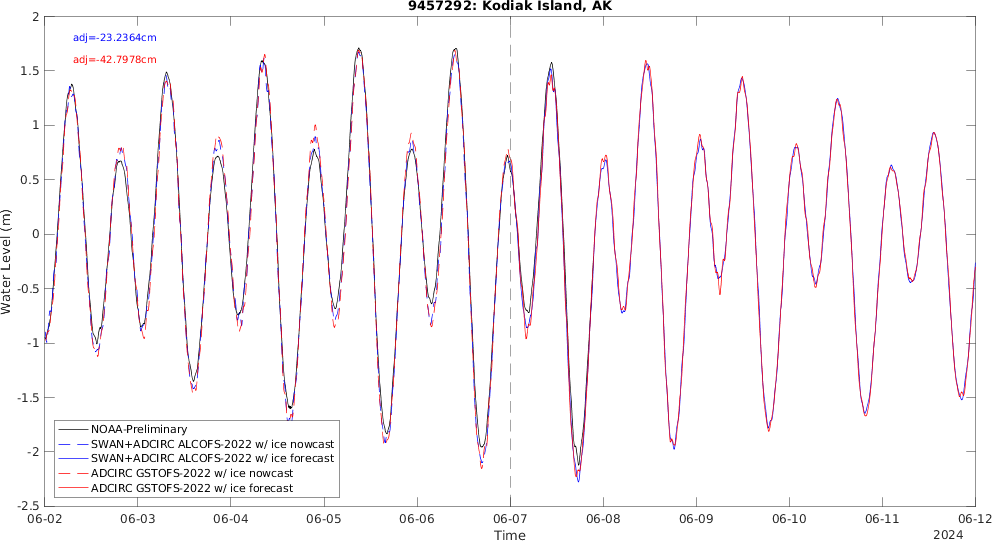 9457292: Kodiak Island, AK
adj=-23.2364cm
adj=-42.7978cm
2
1.5
1
0.5
0
-0.5
-1
-1.5
-2
-2.5
Water Level (m)
NOAA-Preliminary
SWAN+ADCIRC ALCOFS-2022 w/ ice nowcast
SWAN+ADCIRC ALCOFS-2022 w/ ice forecast
ADCIRC GSTOFS-2022 w/ ice nowcast
ADCIRC GSTOFS-2022 w/ ice forecast
06-02 06-03 06-04 06-05 06-06 06-07 06-08 06-09 06-10 06-11 06-12
Time
2024